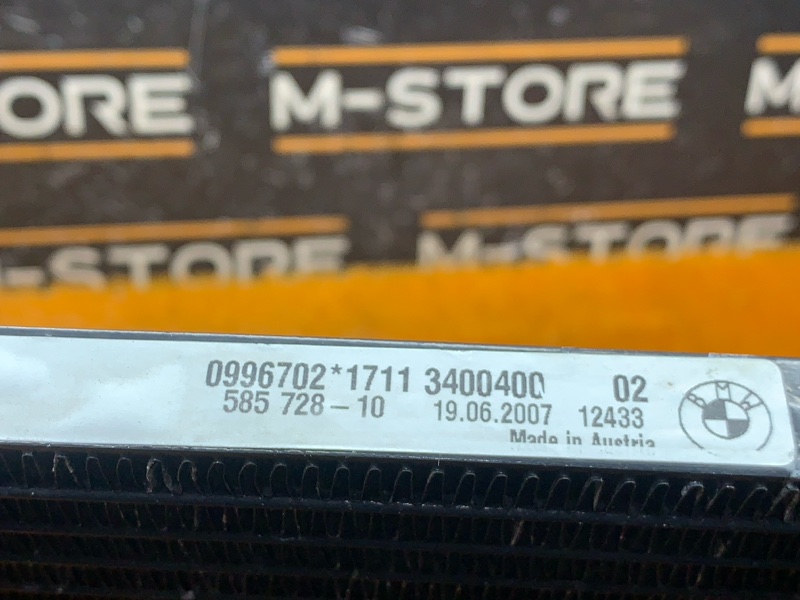 ORE M-STORE M
M-STORE M-STORE
0996702*1711 3400400 02
585 728-10 19.06.2007 12433
Made in Austria
BMW